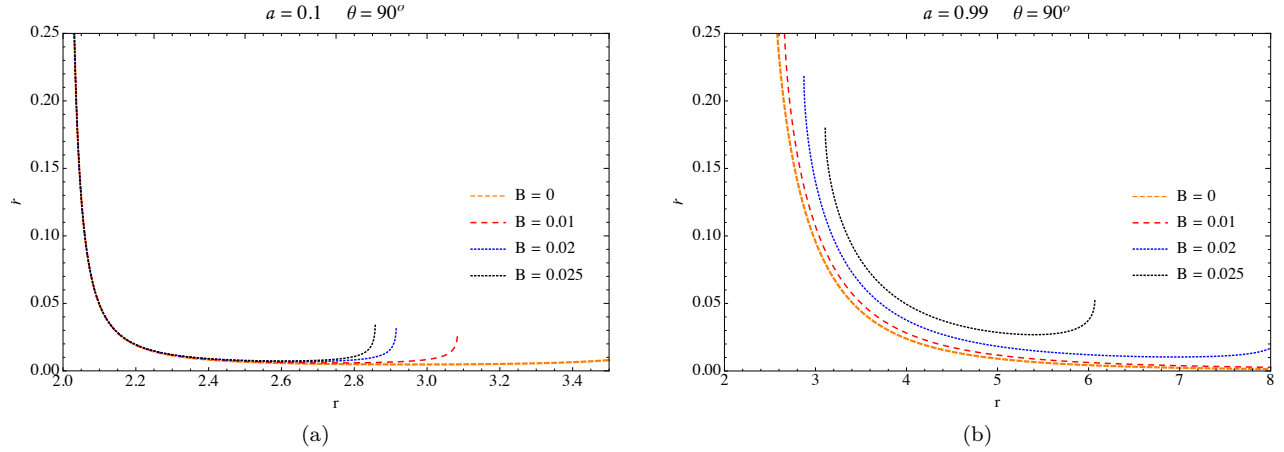 a = 0.1 θ = 90°
0.25
0.20
0.15
0.10
0.05
0.00
ṙ
B = 0
B = 0.01
B = 0.02
B = 0.025
2.0 2.2 2.4 2.6 2.8 3.0 3.2 3.4
r
(a)
a = 0.99 θ = 90°
0.25
0.20
0.15
0.10
0.05
0.00
ṙ
B = 0
B = 0.01
B = 0.02
B = 0.025
2 3 4 5 6 7 8
r
(b)